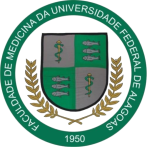 FACULDADE DE MEDICINA DA UNIVERSIDADE FEDERAL DE ALAGOAS
1950